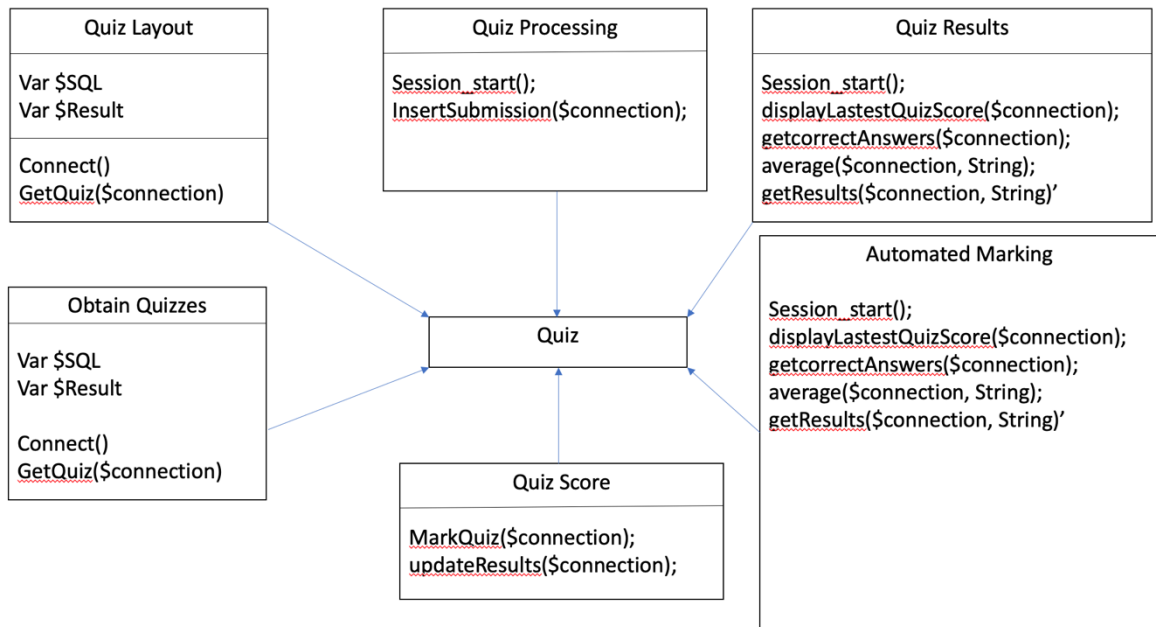 Quiz Layout
Var $SQL
Var $Result
Connect()
GetQuiz($connection)
Quiz Processing
Session_start();
InsertSubmission($connection);
Quiz Results
Session_start();
displayLastestQuizScore($connection);
getcorrectAnswers($connection);
average($connection, String);
getResults($connection, String)’
Obtain Quizzes
Var $SQL
Var $Result
Connect()
GetQuiz($connection)
Quiz
Automated Marking
Session_start();
displayLastestQuizScore($connection);
getcorrectAnswers($connection);
average($connection, String);
getResults($connection, String)’
Quiz Score
MarkQuiz($connection);
updateResults($connection);